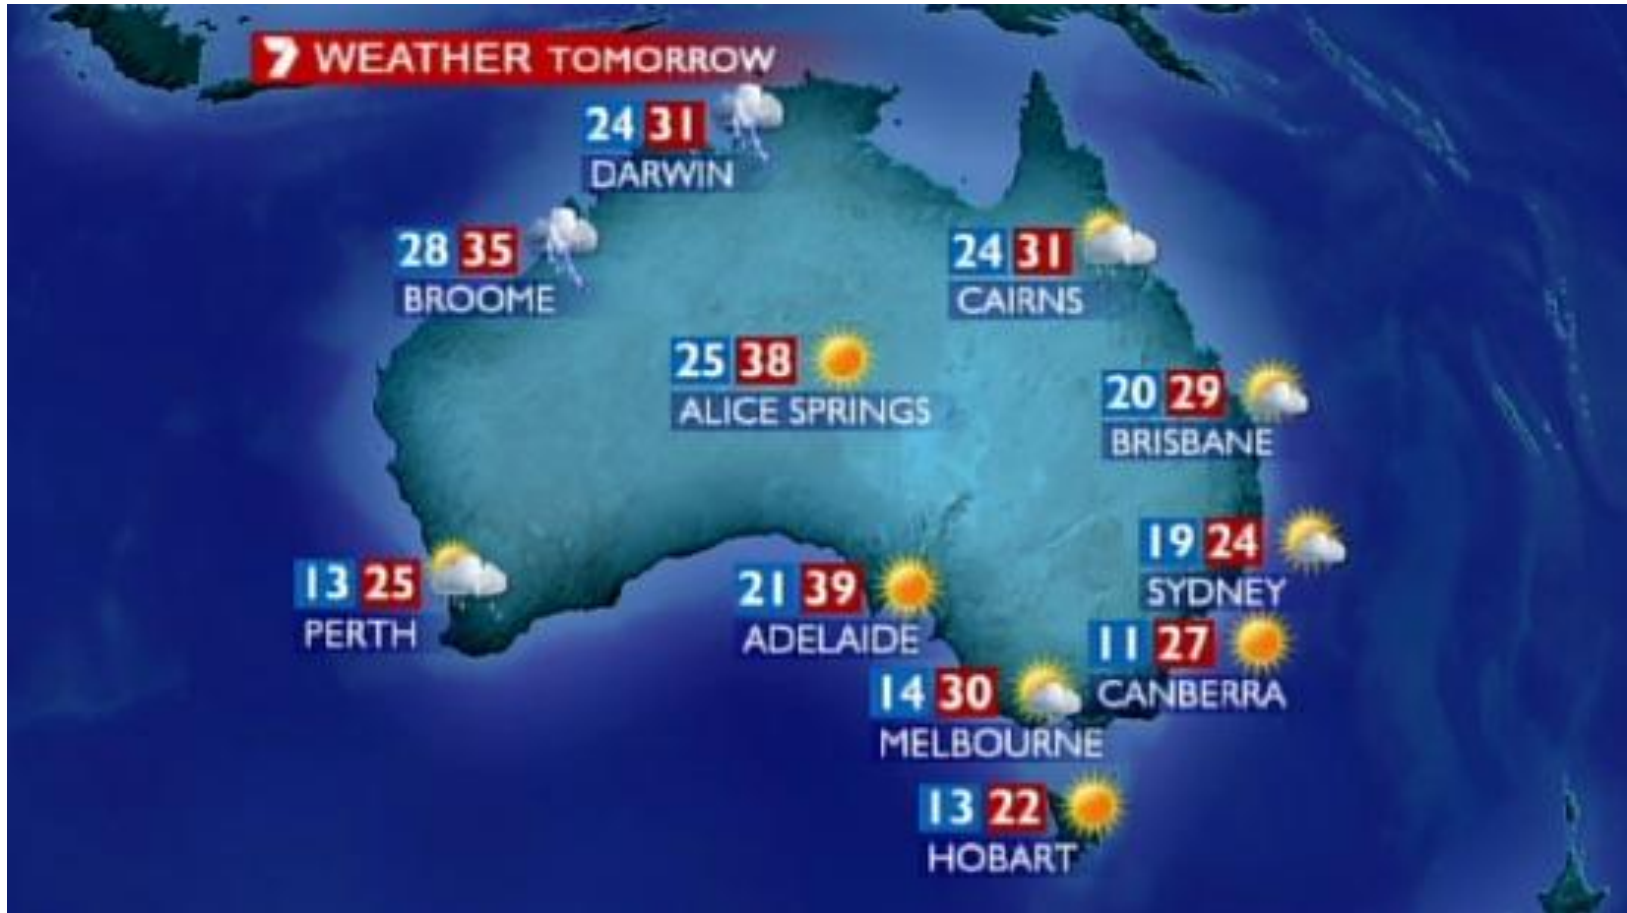 7 WEATHER TOMORROW
24 31
DARWIN
28 35
BROOME
24 31
CAIRNS
25 38
ALICE SPRINGS
20 29
BRISBANE
19 24
SYDNEY
13 25
PERTH
21 39
ADELAIDE
11 27
CANBERRA
14 30
MELBOURNE
13 22
HOBART